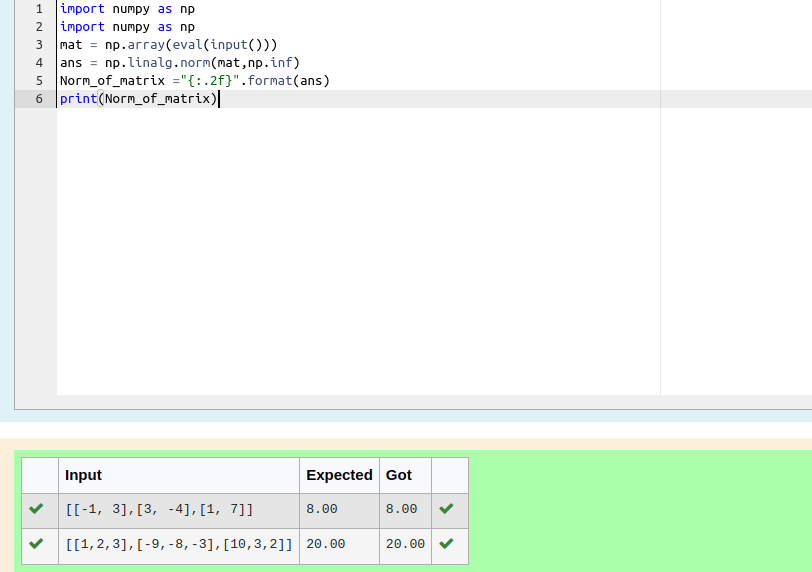 1 import numpy as np
2 import numpy as np
3 mat = np.array(eval(input()))
4 ans = np.linalg.norm(mat,np.inf)
5 Norm_of_matrix ="{:.2f}".format(ans)
6 print(Norm_of_matrix)
Input Expected Got
[[-1, 3],[3, -4],[1, 7]] 8.00 8.00
[[1,2,3],[-9,-8,-3],[10,3,2]] 20.00 20.00